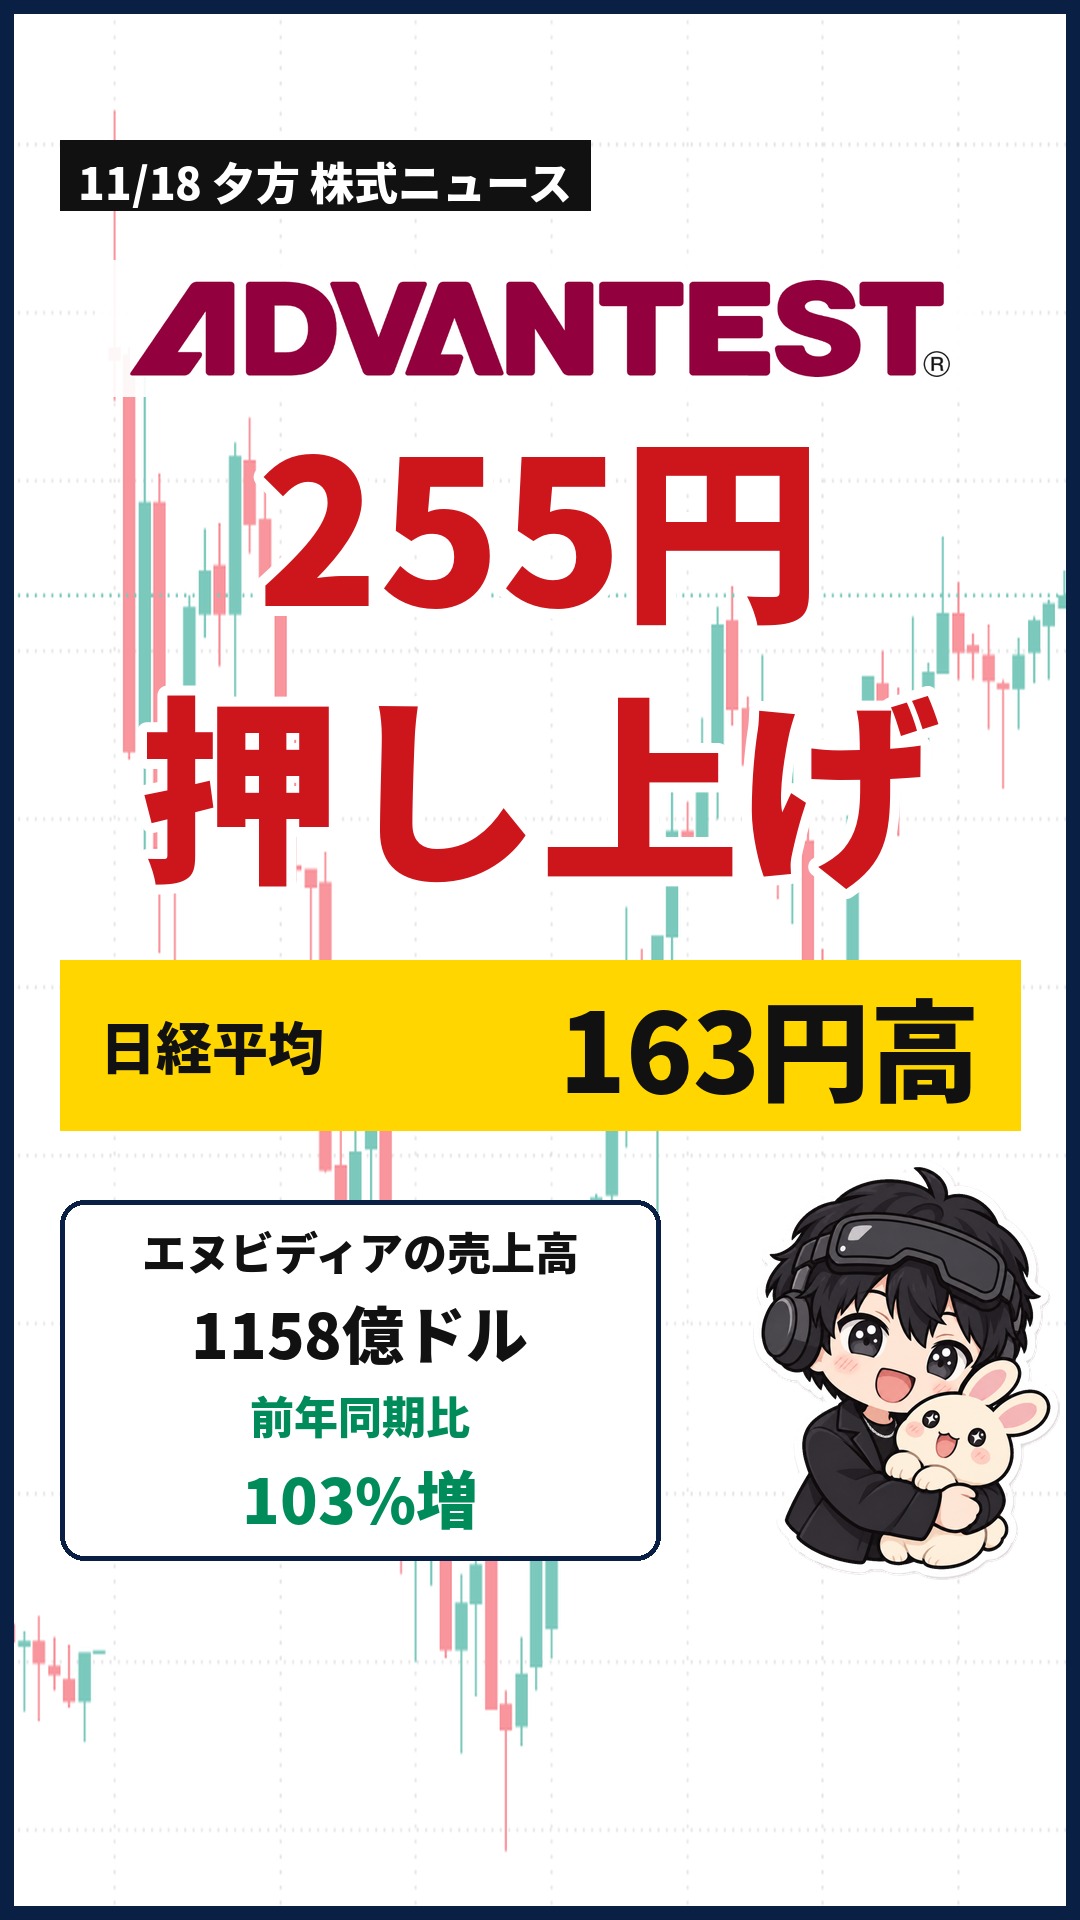 11/18 夕方 株式ニュース
ADVANTEST®
255円
押し上げ
日経平均 163円高
エヌビディアの売上高
1158億ドル
前年同期比
103%増